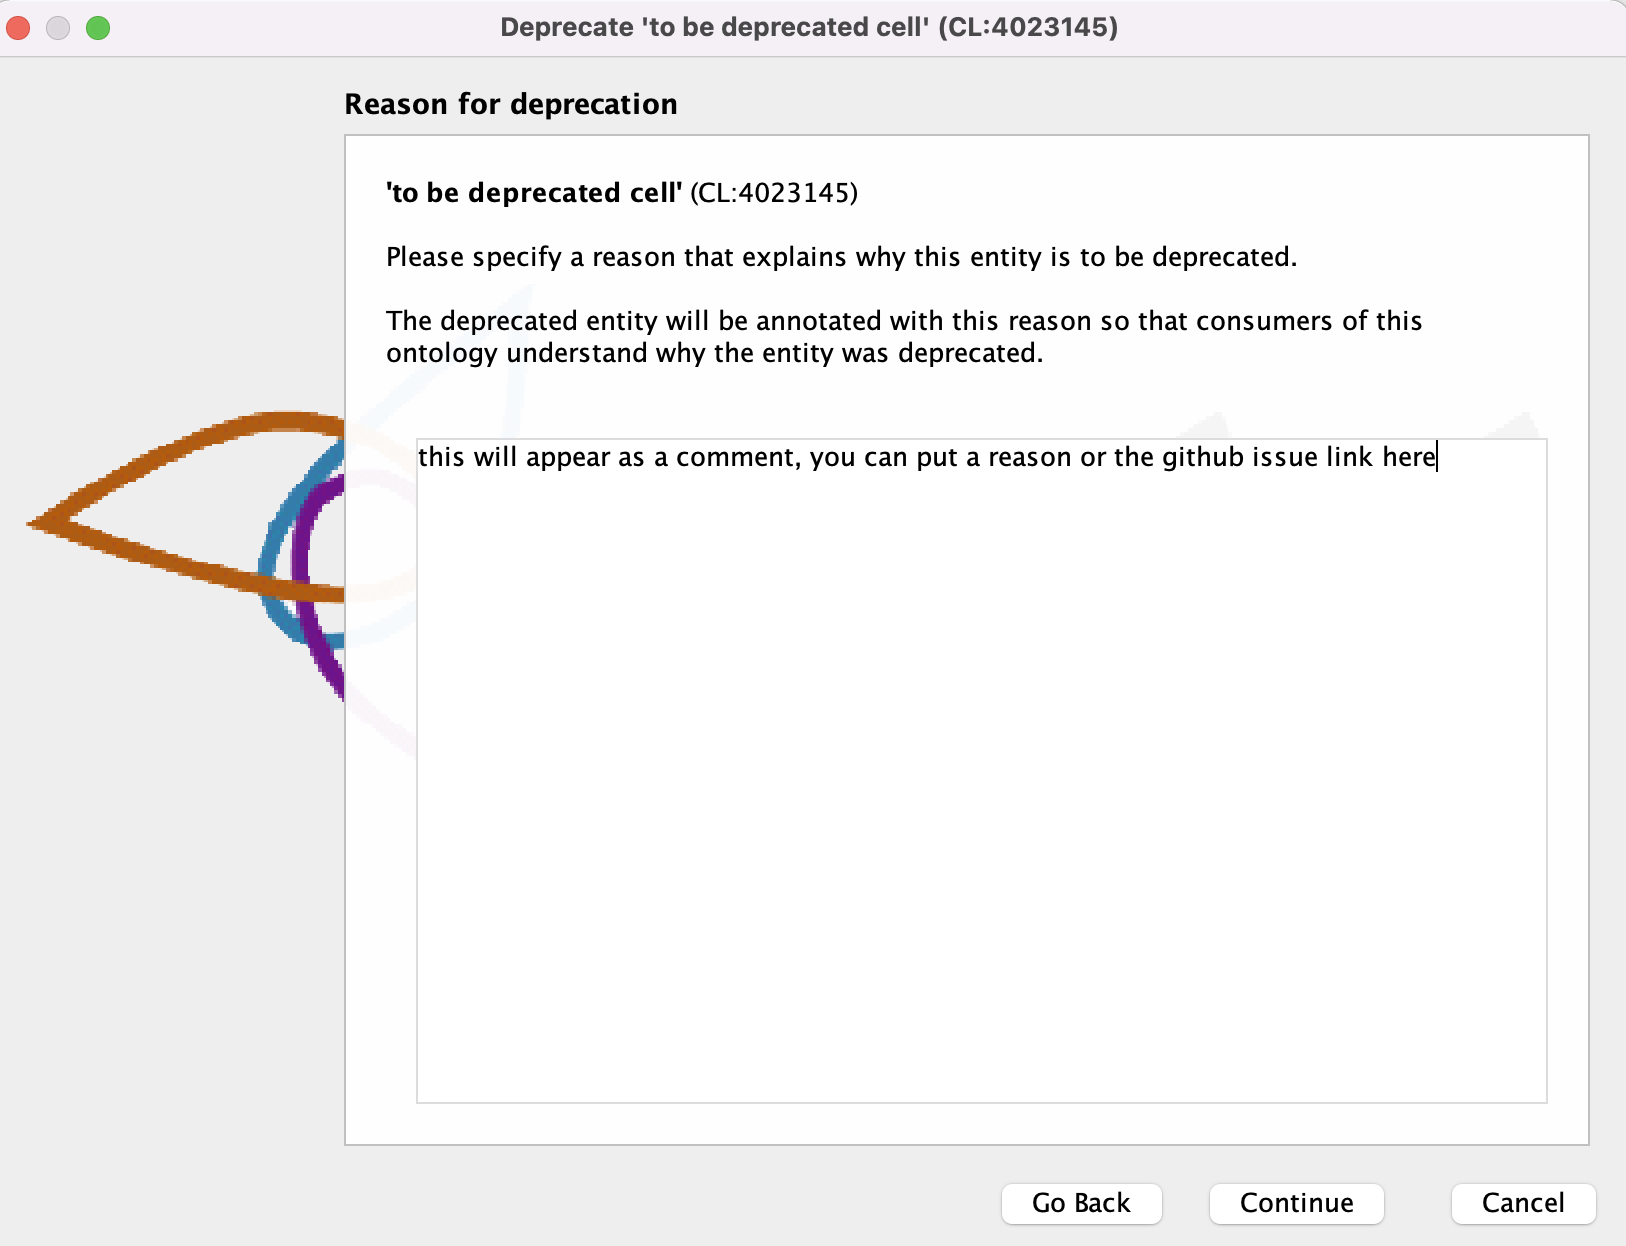 Deprecate 'to be deprecated cell' (CL:4023145)
Reason for deprecation
'to be deprecated cell' (CL:4023145)
Please specify a reason that explains why this entity is to be deprecated.
The deprecated entity will be annotated with this reason so that consumers of this
ontology understand why the entity was deprecated.
this will appear as a comment, you can put a reason or the github issue link here
Go Back
Continue
Cancel